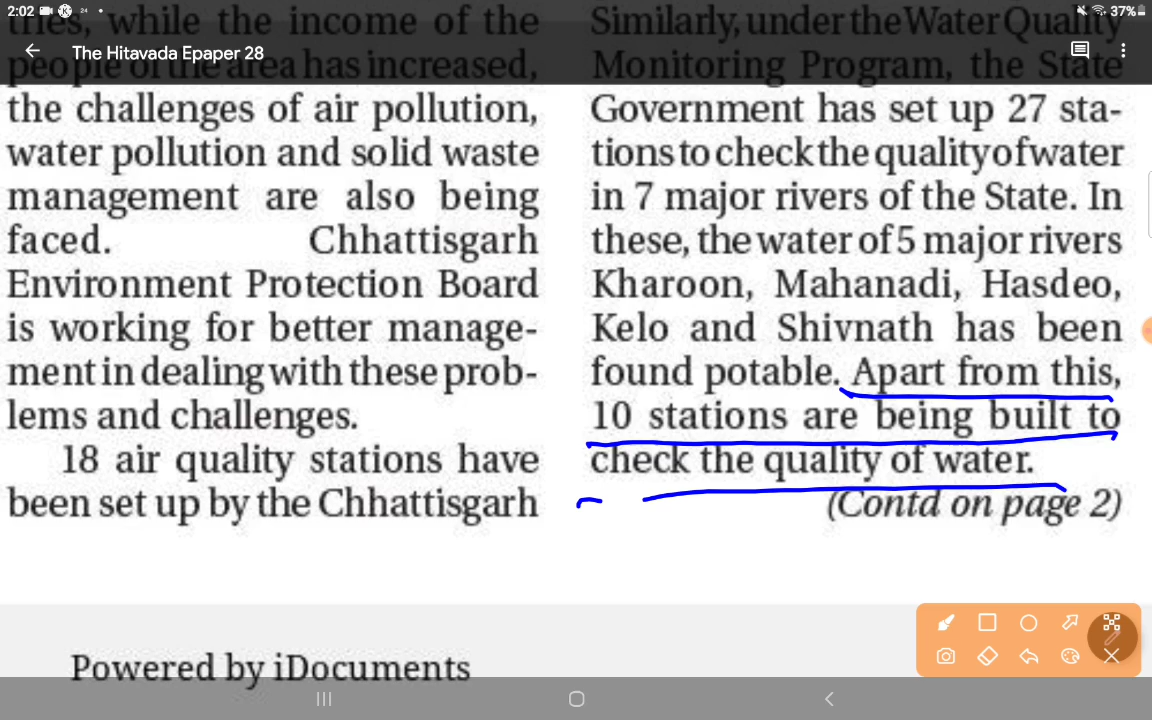 2:02 24 37%
The Hitavada Epaper 28
ties, while the income of the
people of the area has increased,
the challenges of air pollution,
water pollution and solid waste
management are also being
faced. Chhattisgarh
Environment Protection Board
is working for better manage-
ment in dealing with these prob-
lems and challenges.
18 air quality stations have
been set up by the Chhattisgarh
Similarly, under the Water Quality
Monitoring Program, the State
Government has set up 27 sta-
tions to check the quality of water
in 7 major rivers of the State. In
these, the water of 5 major rivers
Kharoon, Mahanadi, Hasdeo,
Kelo and Shivnath has been
found potable. Apart from this,
10 stations are being built to
check the quality of water.
(Contd on page 2)
Powered by iDocuments